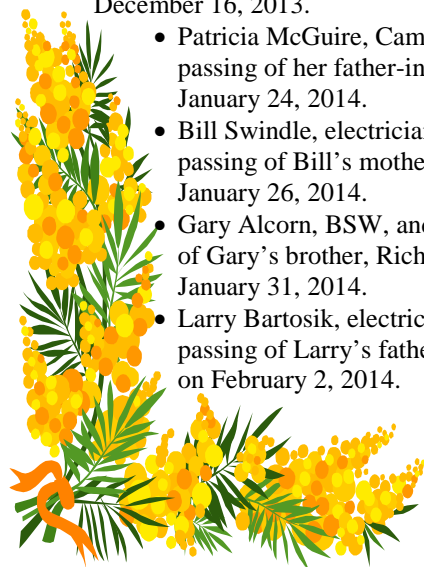 December 16, 2013.
• Patricia McGuire, Cam
passing of her father-in
January 24, 2014.
• Bill Swindle, electrician
passing of Bill's mothe
January 26, 2014.
• Gary Alcorn, BSW, and
of Gary's brother, Rich
January 31, 2014.
• Larry Bartosik, electric
passing of Larry's fathe
on February 2, 2014.